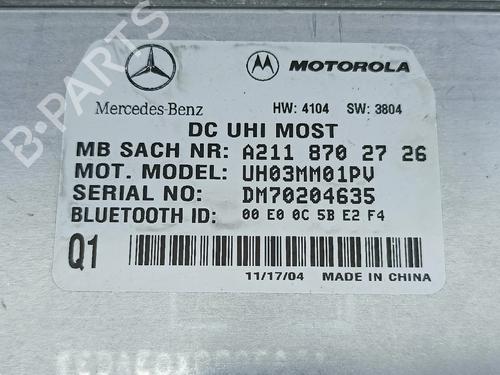 B-PARTS
MOTOROLA
Mercedes-Benz HW: 4104 SW: 3804
DC UHI MOST
MB SACH NR: A211 870 27 26
MOT. MODEL: UH03MM01PV
SERIAL NO: DM70204635
BLUETOOTH ID: 00 E0 0C 5B E2 F4
Q1
11/17/04 MADE IN CHINA